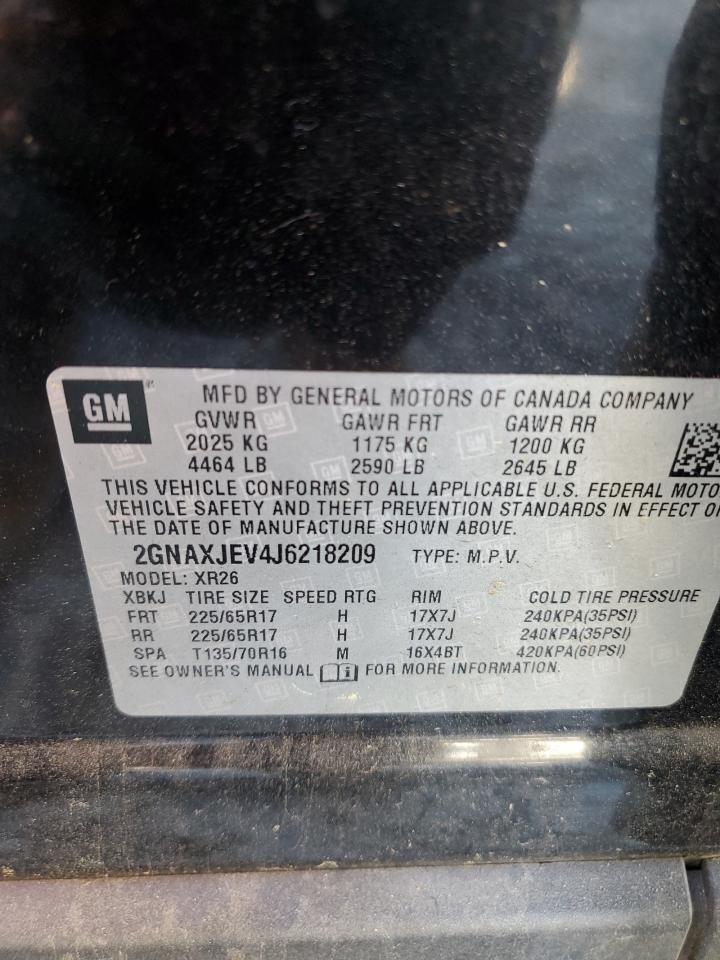 GM
MFD BY GENERAL MOTORS OF CANADA COMPANY
GVWR GAWR FRT GAWR RR
2025 KG 1175 KG 1200 KG
4464 LB 2590 LB 2645 LB
THIS VEHICLE CONFORMS TO ALL APPLICABLE U.S. FEDERAL MOTO
VEHICLE SAFETY AND THEFT PREVENTION STANDARDS IN EFFECT O
THE DATE OF MANUFACTURE SHOWN ABOVE.
2GNAXJEV4J6218209 TYPE: M.P.V.
MODEL: XR26
XBKJ TIRE SIZE SPEED RTG RIM COLD TIRE PRESSURE
FRT 225/65R17 H 17X7J 240KPA(35PSI)
RR 225/65R17 H 17X7J 240KPA(35PSI)
SPA T135/70R16 M 16X4BT 420KPA(60PSI)
SEE OWNER'S MANUAL FOR MORE INFORMATION.